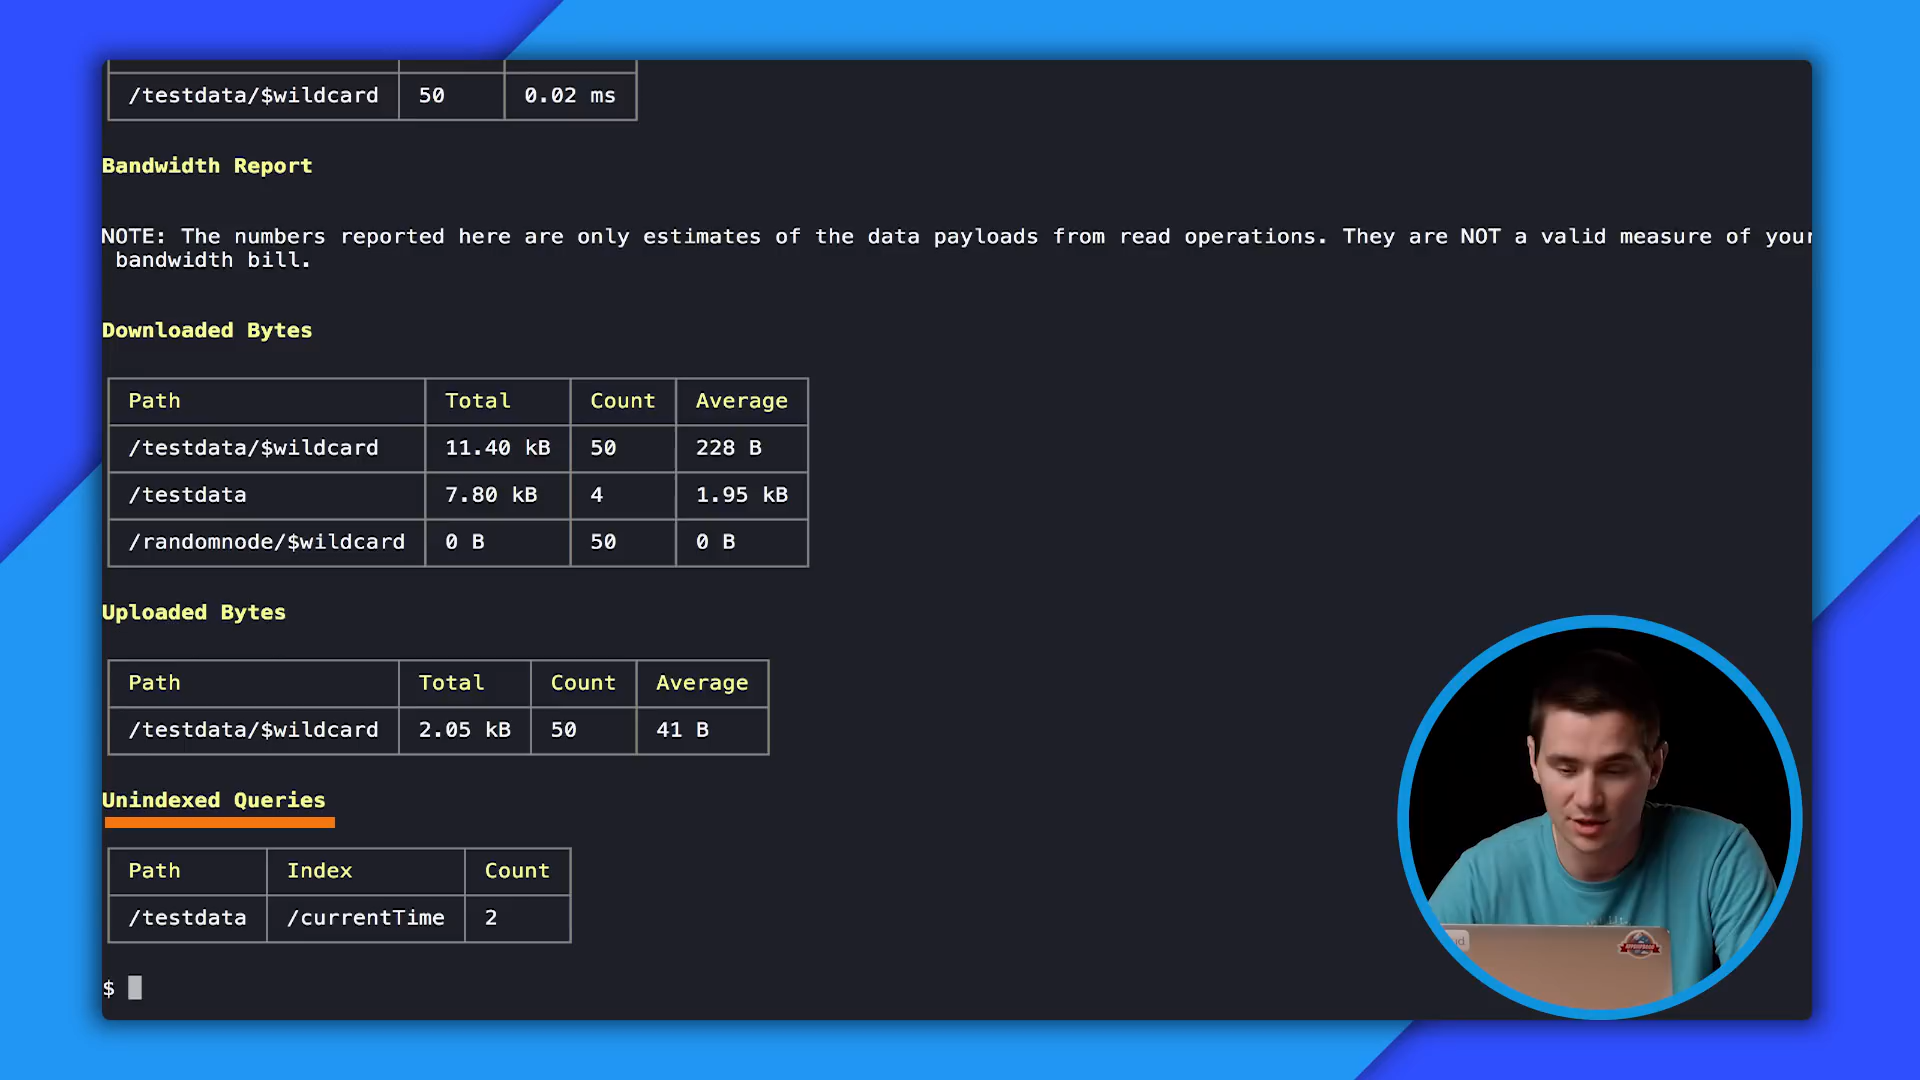 /testdata/$wildcard 50 0.02 ms
Bandwidth Report
NOTE: The numbers reported here are only estimates of the data payloads from read operations. They are NOT a valid measure of your
bandwidth bill.
Downloaded Bytes
Path Total Count Average
/testdata/$wildcard 11.40 kB 50 228 B
/testdata 7.80 kB 4 1.95 kB
/randomnode/$wildcard 0 B 50 0 B
Uploaded Bytes
Path Total Count Average
/testdata/$wildcard 2.05 kB 50 41 B
Unindexed Queries
Path Index Count
/testdata /currentTime 2
$